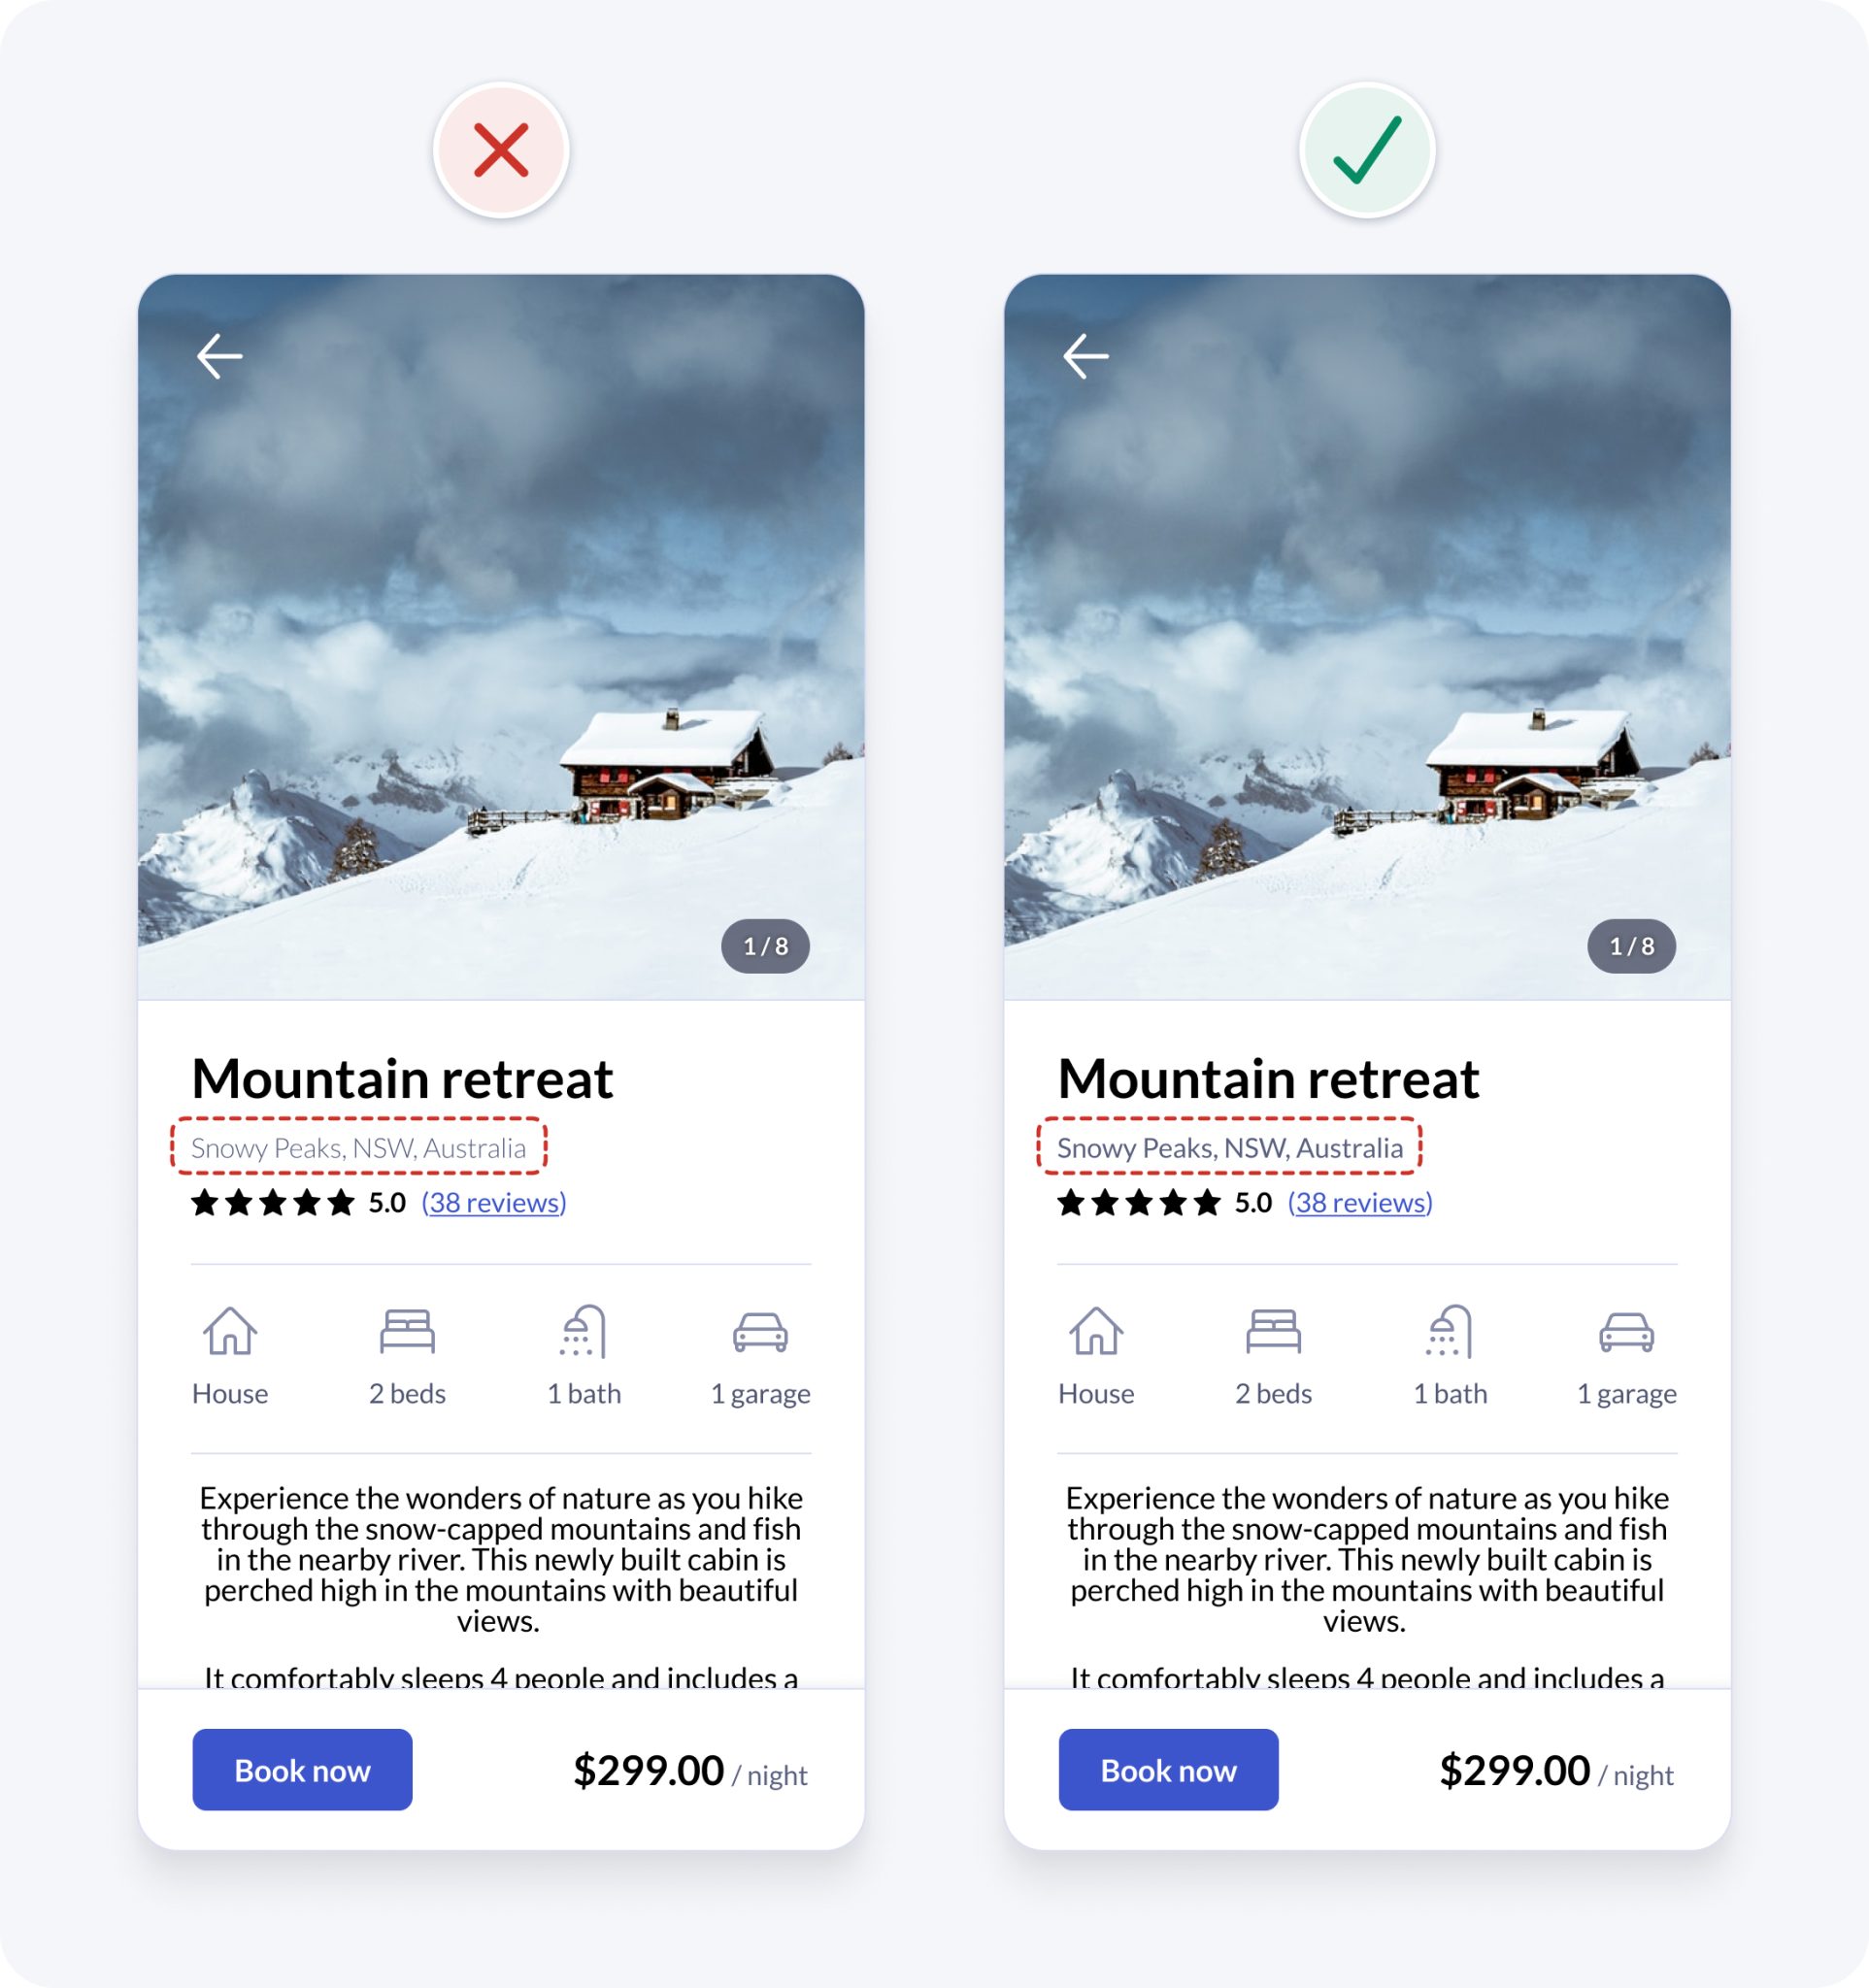 1 / 8
Mountain retreat
Snowy Peaks, NSW, Australia
5.0 (38 reviews)
House
2 beds
1 bath
1 garage
Experience the wonders of nature as you hike
through the snow-capped mountains and fish
in the nearby river. This newly built cabin is
perched high in the mountains with beautiful
views.
It comfortably sleeps 4 people and includes a
Book now
$299.00 / night
1 / 8
Mountain retreat
Snowy Peaks, NSW, Australia
5.0 (38 reviews)
House
2 beds
1 bath
1 garage
Experience the wonders of nature as you hike
through the snow-capped mountains and fish
in the nearby river. This newly built cabin is
perched high in the mountains with beautiful
views.
It comfortably sleeps 4 people and includes a
Book now
$299.00 / night